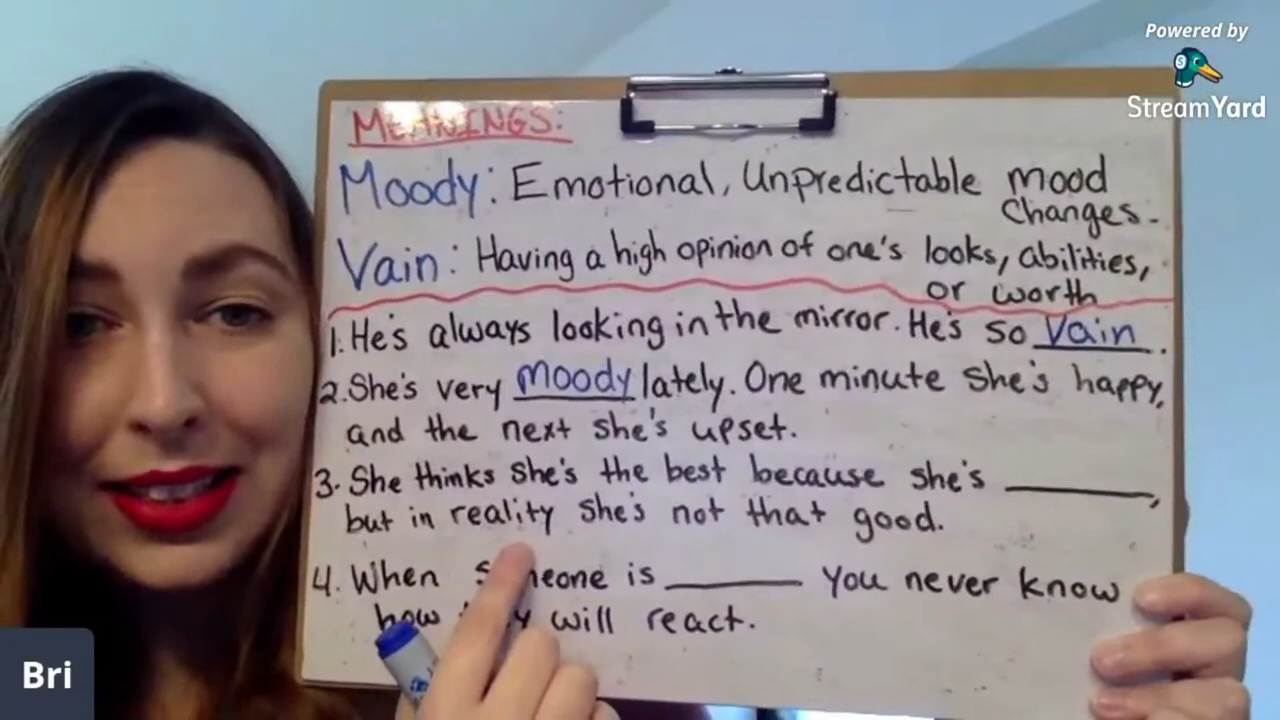 Powered by
StreamYard
MEANINGS:
Moody: Emotional, Unpredictable mood
changes.
Vain: Having a high opinion of one's looks, abilities,
or worth
1. He's always looking in the mirror. He's so Vain.
2. She's very moody lately. One minute she's happy,
and the next she's upset.
3. She thinks she's the best because she's ______,
but in reality she's not that good.
4. When is ______ you never know
how will react.
Bri